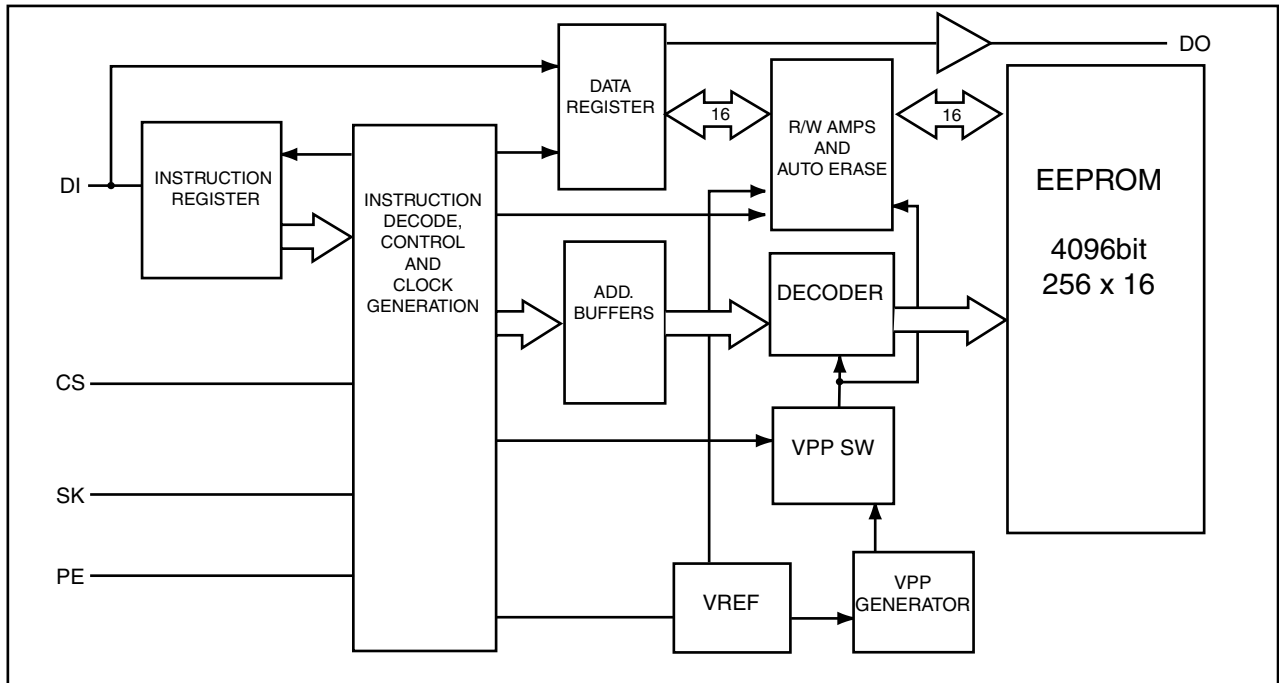 DO
DATA
REGISTER
16
R/W AMPS
AND
AUTO ERASE
16
EEPROM
4096bit
256 x 16
DI
INSTRUCTION
REGISTER
INSTRUCTION
DECODE,
CONTROL
AND
CLOCK
GENERATION
ADD.
BUFFERS
DECODER
CS
VPP SW
SK
PE
VREF
VPP
GENERATOR